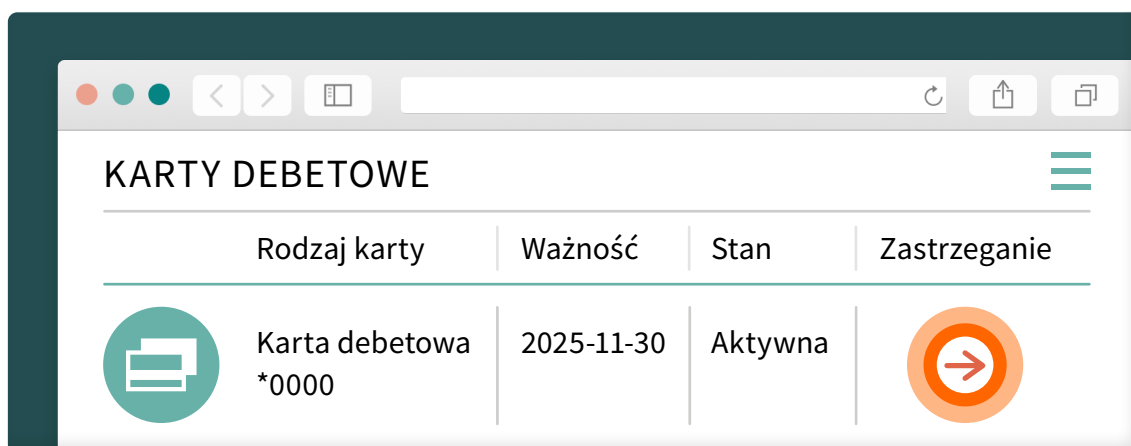 KARTY DEBETOWE
Rodzaj karty Ważność Stan Zastrzeganie
Karta debetowa 2025-11-30 Aktywna
*0000